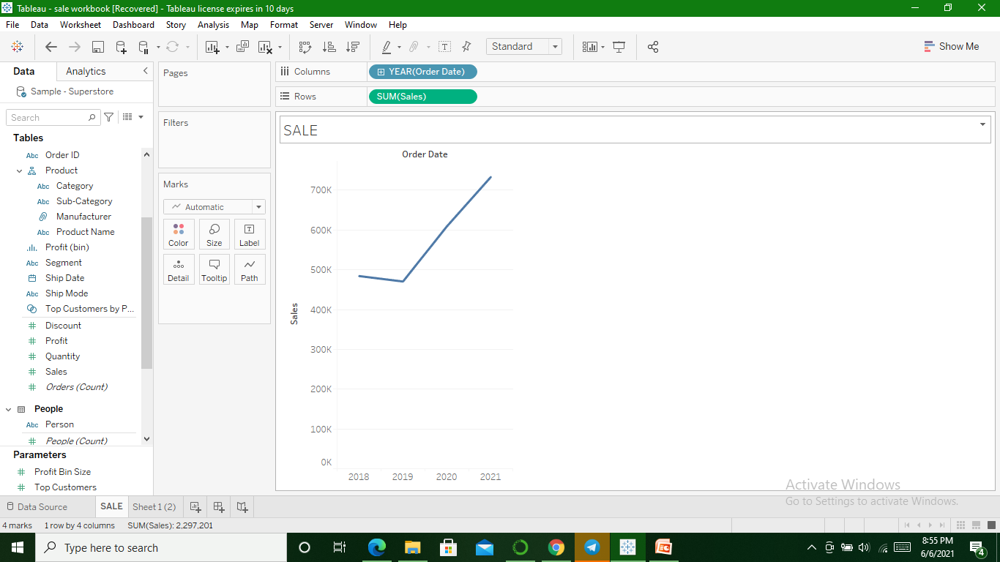 Tableau - sale workbook [Recovered] - Tableau license expires in 10 days
File Data Worksheet Dashboard Story Analysis Map Format Server Window Help
Standard
Show Me
Data Analytics
Sample - Superstore
Search
Tables
Abc Order ID
Product
Abc Category
Abc Sub-Category
Manufacturer
Abc Product Name
Profit (bin)
Abc Segment
Ship Date
Abc Ship Mode
Top Customers by P...
# Discount
# Profit
# Quantity
# Sales
# Orders (Count)
People
Abc Person
# People (Count)
Parameters
# Profit Bin Size
# Top Customers
Pages
Filters
Marks
Automatic
Color Size Label
Detail Tooltip Path
Columns YEAR(Order Date)
Rows SUM(Sales)
SALE
Order Date
700K
600K
500K
400K
300K
200K
100K
0K
Sales
2018 2019 2020 2021
Activate Windows
Go to Settings to activate Windows.
Data Source SALE Sheet 1 (2)
4 marks 1 row by 4 columns SUM(Sales): 2,297,201
Type here to search
8:55 PM
6/6/2021
4